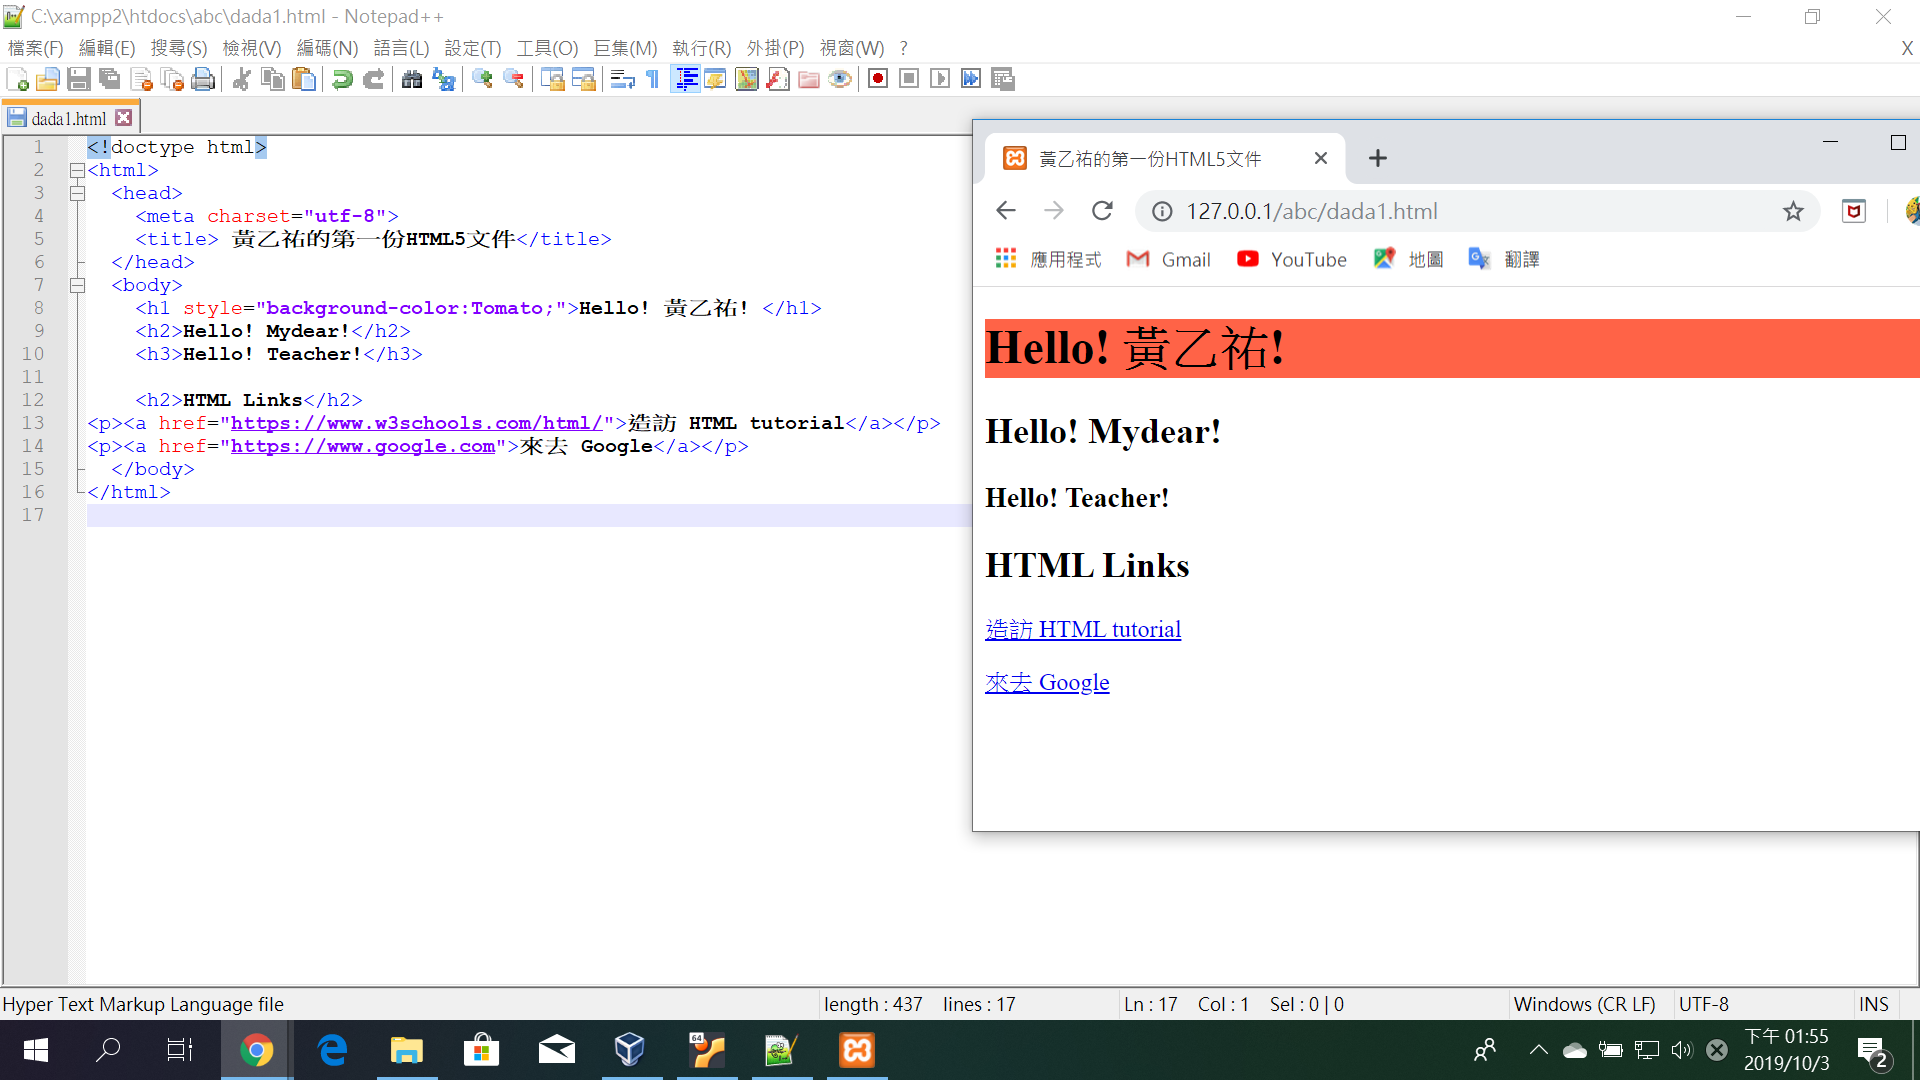 C:\xampp2\htdocs\abc\dada1.html - Notepad++
檔案(F) 編輯(E) 搜尋(S) 檢視(V) 編碼(N) 語言(L) 設定(T) 工具(O) 巨集(M) 執行(R) 外掛(P) 視窗(W) ? X
dada1.html
1 <!doctype html>
2 <html>
3 <head>
4 <meta charset="utf-8">
5 <title> 黃乙祐的第一份HTML5文件</title>
6 </head>
7 <body>
8 <h1 style="background-color:Tomato;">Hello! 黃乙祐! </h1>
9 <h2>Hello! Mydear!</h2>
10 <h3>Hello! Teacher!</h3>
11
12 <h2>HTML Links</h2>
13 <p><a href="https://www.w3schools.com/html/">造訪 HTML tutorial</a></p>
14 <p><a href="https://www.google.com">來去 Google</a></p>
15 </body>
16 </html>
17
黃乙祐的第一份HTML5文件
127.0.0.1/abc/dada1.html
應用程式 Gmail YouTube 地圖 翻譯
Hello! 黃乙祐!
Hello! Mydear!
Hello! Teacher!
HTML Links
造訪 HTML tutorial
來去 Google
Hyper Text Markup Language file length : 437 lines : 17 Ln : 17 Col : 1 Sel : 0 | 0 Windows (CR LF) UTF-8 INS
64
下午 01:55
2019/10/3
2